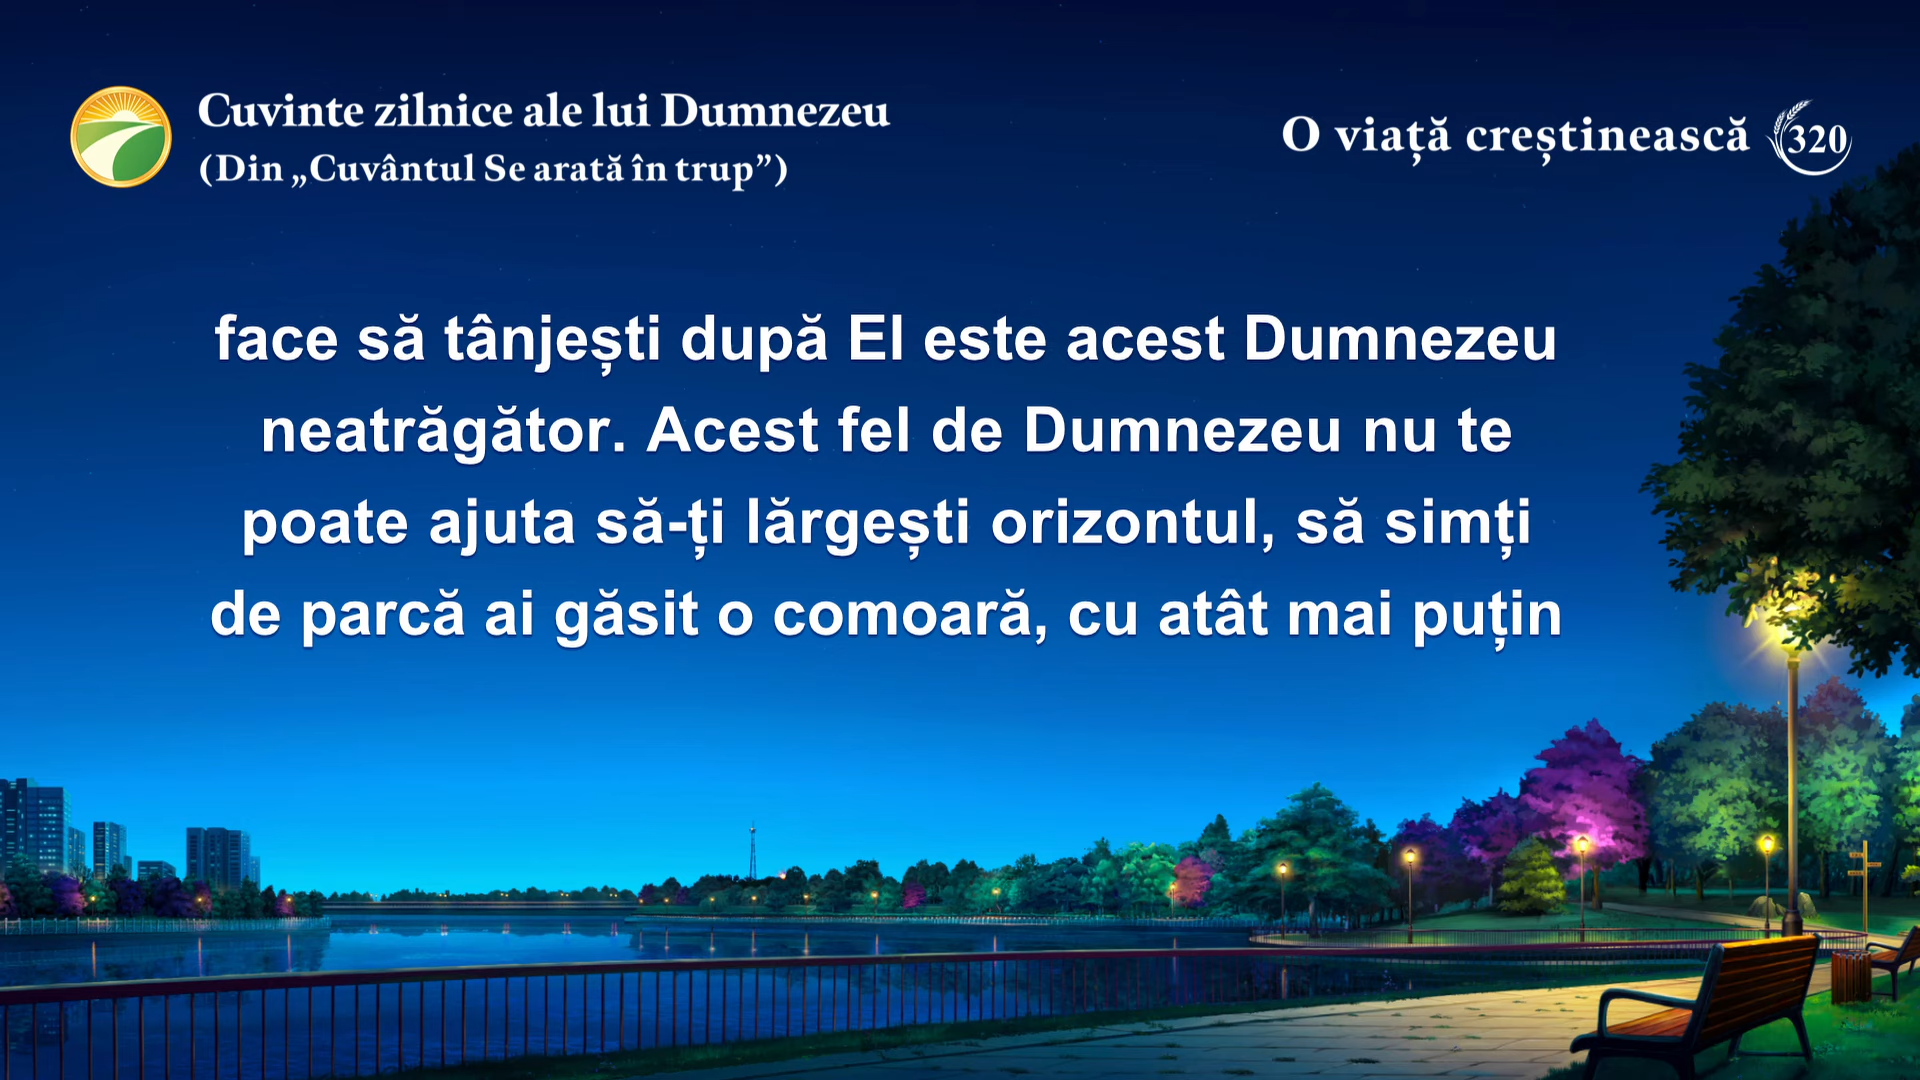 Cuvinte zilnice ale lui Dumnezeu
(Din „Cuvântul Se arată în trup”)
O viață creștinească 320
face să tânjești după El este acest Dumnezeu
neatrăgător. Acest fel de Dumnezeu nu te
poate ajuta să-ți lărgești orizontul, să simți
de parcă ai găsit o comoară, cu atât mai puțin